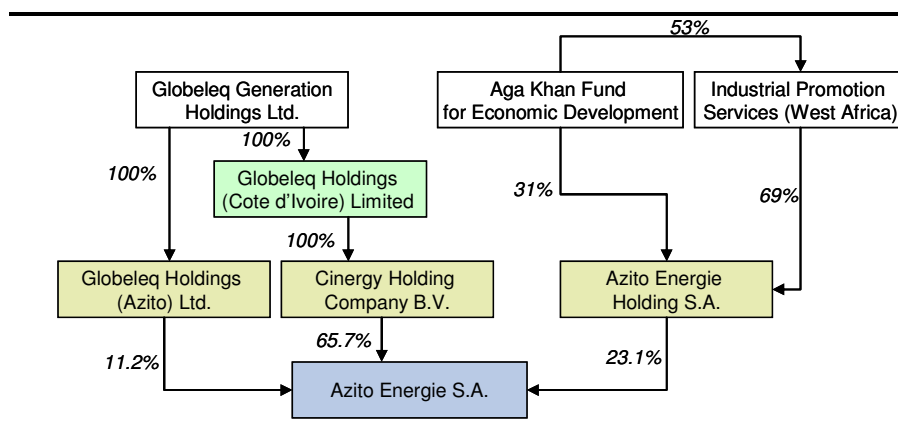 53%
Globeleq Generation
Holdings Ltd.
Aga Khan Fund
for Economic Development
Industrial Promotion
Services (West Africa)
100%
100%
Globeleq Holdings
(Cote d'Ivoire) Limited
31%
69%
100%
Globeleq Holdings
(Azito) Ltd.
Cinergy Holding
Company B.V.
Azito Energie
Holding S.A.
11.2%
65.7%
23.1%
Azito Energie S.A.